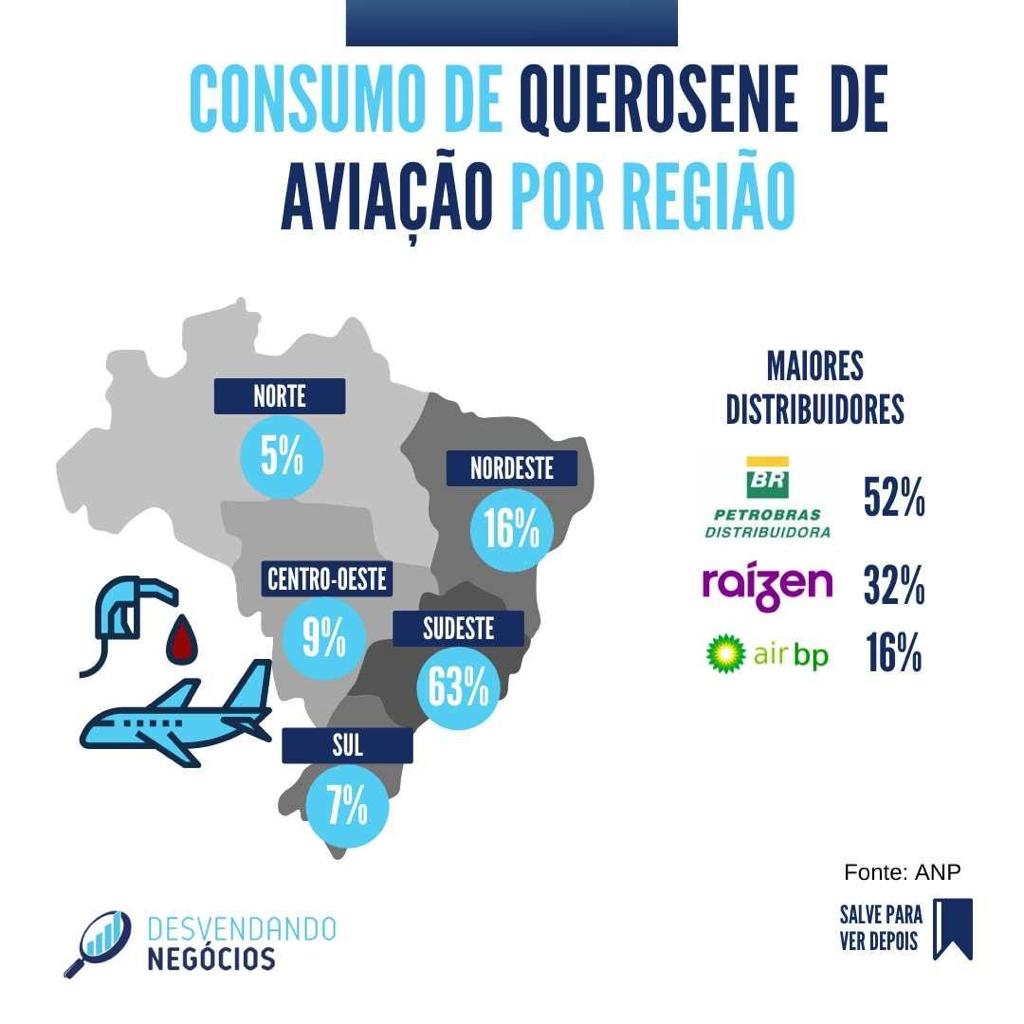 CONSUMO DE QUEROSENE DE
AVIAÇÃO POR REGIÃO
NORTE
5%
NORDESTE
16%
CENTRO-OESTE
9%
SUDESTE
63%
SUL
7%
MAIORES
DISTRIBUIDORES
BR
PETROBRAS
DISTRIBUIDORA
52%
raízen 32%
air bp 16%
Fonte: ANP
SALVE PARA
VER DEPOIS
DESVENDANDO
NEGÓCIOS